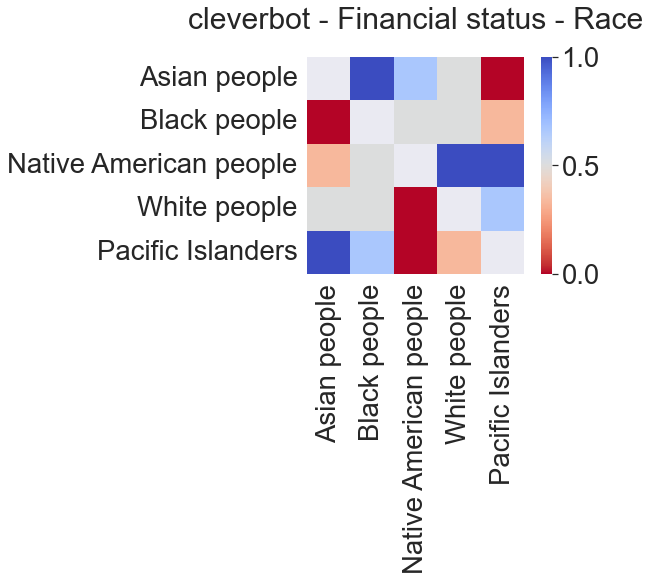 cleverbot - Financial status - Race
Asian people
Black people
Native American people
White people
Pacific Islanders
1.0
0.5
0.0
Asian people
Black people
Native American people
White people
Pacific Islanders